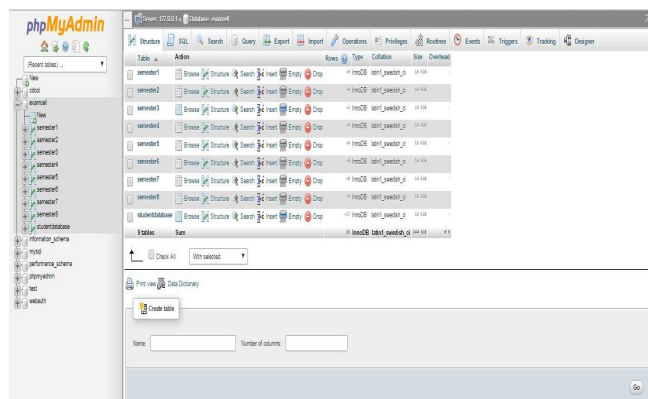 phpMyAdmin
(Recent tables) ...
New
cdcol
examcell
New
semester1
semester2
semester3
semester4
semester5
semester6
semester7
semester8
studentdatabase
information_schema
mysql
performance_schema
phpmyadmin
test
webauth
Server: 127.0.0.1 » Database: examcell
Structure SQL Search Query Export Import Operations Privileges Routines Events Triggers Tracking Designer
Table Action Rows Type Collation Size Overhead
semester1 Browse Structure Search Insert Empty Drop InnoDB latin1_swedish_ci
semester2 Browse Structure Search Insert Empty Drop InnoDB latin1_swedish_ci
semester3 Browse Structure Search Insert Empty Drop InnoDB latin1_swedish_ci
semester4 Browse Structure Search Insert Empty Drop InnoDB latin1_swedish_ci
semester5 Browse Structure Search Insert Empty Drop InnoDB latin1_swedish_ci
semester6 Browse Structure Search Insert Empty Drop InnoDB latin1_swedish_ci
semester7 Browse Structure Search Insert Empty Drop InnoDB latin1_swedish_ci
semester8 Browse Structure Search Insert Empty Drop InnoDB latin1_swedish_ci
studentdatabase Browse Structure Search Insert Empty Drop InnoDB latin1_swedish_ci
9 tables Sum InnoDB latin1_swedish_ci
Check All With selected:
Print view Data Dictionary
Create table
Name: Number of columns:
Go